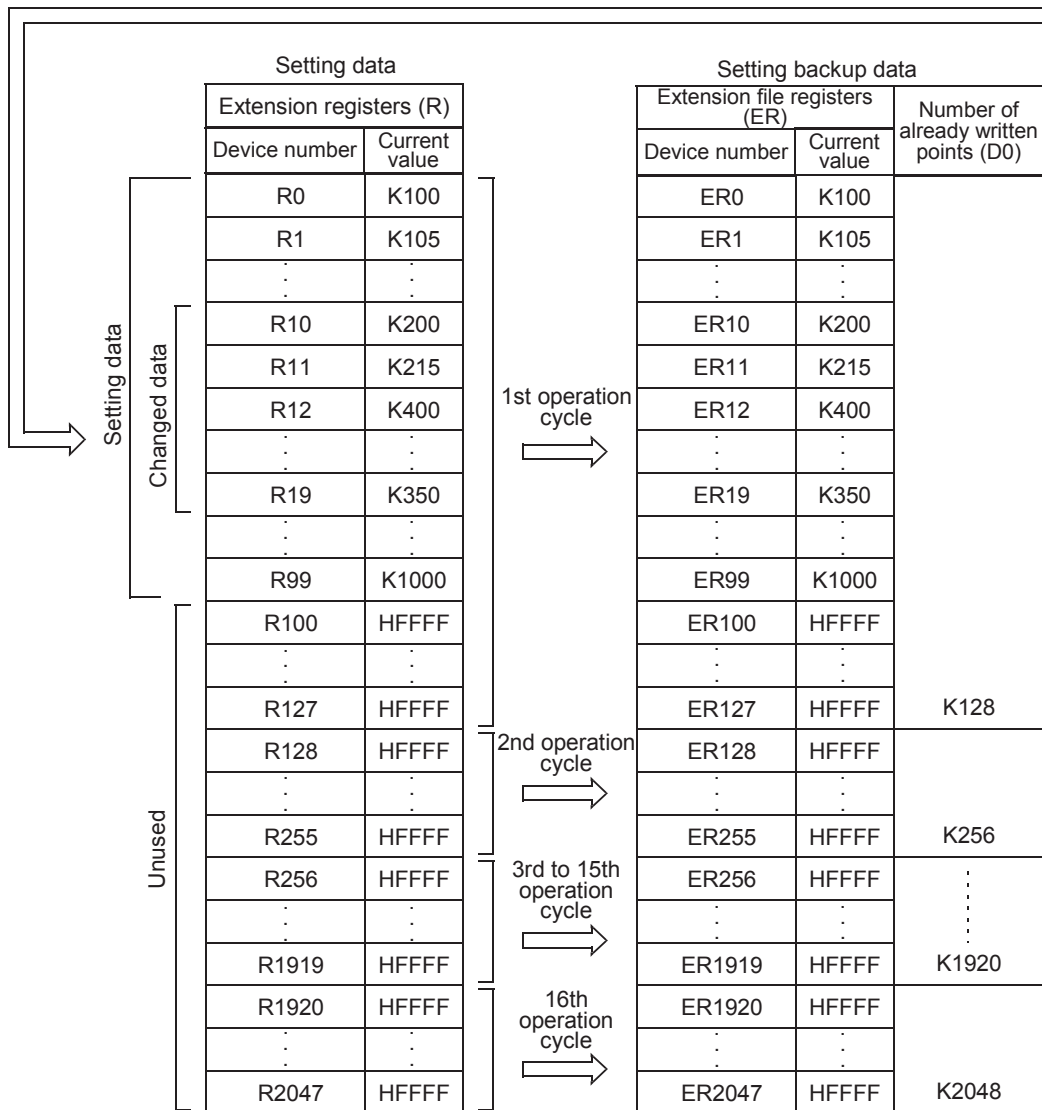 Setting data
Extension registers (R)
Device number
Current
value
R0
K100
R1
K105
R10
K200
R11
K215
R12
K400
R19
K350
R99
K1000
R100
HFFFF
R127
HFFFF
R128
HFFFF
R255
HFFFF
R256
HFFFF
R1919
HFFFF
R1920
HFFFF
R2047
HFFFF
Setting data
Changed data
Unused
1st operation
cycle
2nd operation
cycle
3rd to 15th
operation
cycle
16th
operation
cycle
Setting backup data
Extension file registers
(ER)
Number of
already written
points (D0)
Device number
Current
value
ER0
K100
ER1
K105
ER10
K200
ER11
K215
ER12
K400
ER19
K350
ER99
K1000
ER100
HFFFF
ER127
HFFFF
K128
ER128
HFFFF
ER255
HFFFF
K256
ER256
HFFFF
ER1919
HFFFF
K1920
ER1920
HFFFF
ER2047
HFFFF
K2048